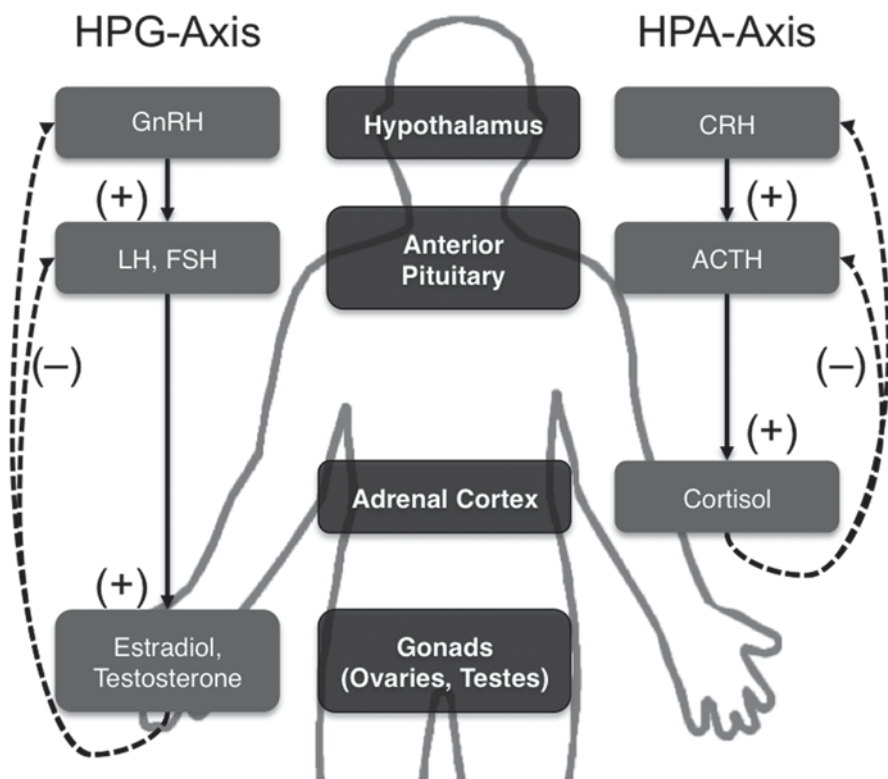 HPG-Axis
HPA-Axis
GnRH
Hypothalamus
CRH
(+)
(+)
LH, FSH
Anterior
Pituitary
ACTH
(–)
(–)
(+)
Adrenal Cortex
Cortisol
(+)
Estradiol,
Testosterone
Gonads
(Ovaries, Testes)